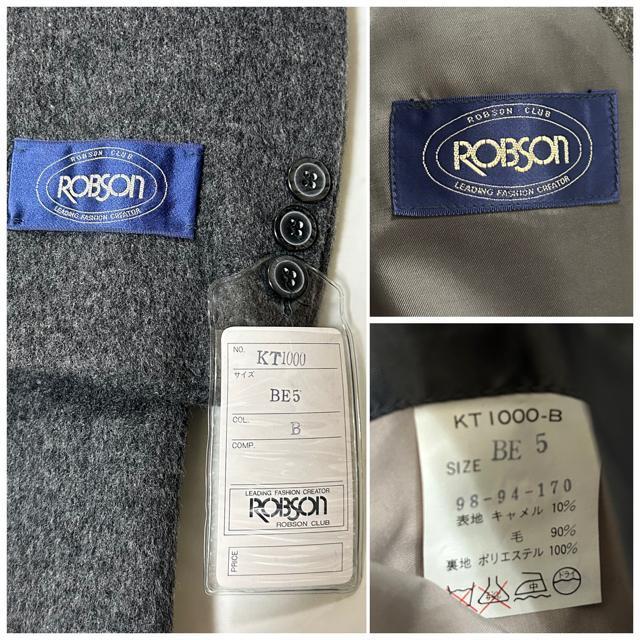 ROBSON · CLUB
ROBSON
LEADING FASHION CREATOR
NO.
KT1000
サイズ
BE5
COL.
B
COMP.
LEADING FASHION CREATOR
ROBSON
ROBSON CLUB
PRICE
ROBSON · CLUB
ROBSON
LEADING FASHION CREATOR
KT1000-B
SIZE BE 5
98-94-170
表地 キャメル 10%
毛 90%
裏地 ポリエステル 100%
中 ドライ